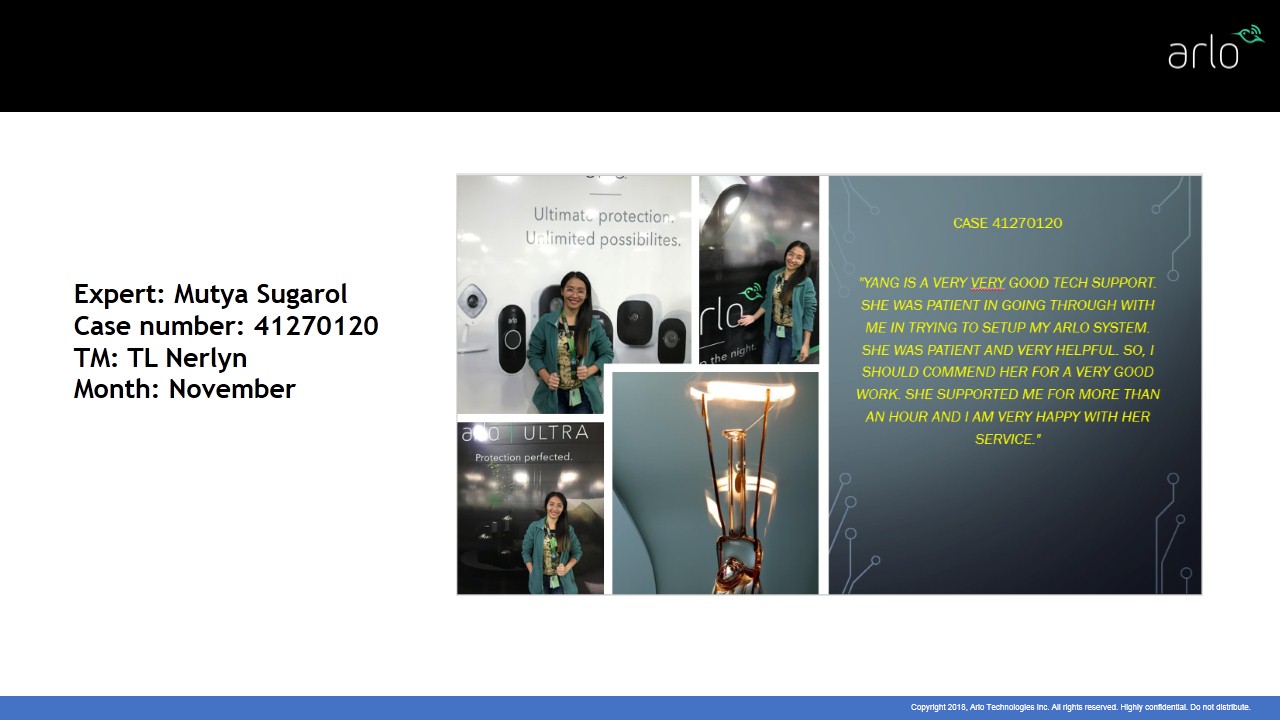 arlo
Expert: Mutya Sugarol
Case number: 41270120
TM: TL Nerlyn
Month: November
Ultimate protection.
Unlimited possibilites.
arlo
rlo
the night.
arlo ULTRA
Protection perfected.
CASE 41270120
"YANG IS A VERY VERY GOOD TECH SUPPORT.
SHE WAS PATIENT IN GOING THROUGH WITH
ME IN TRYING TO SETUP MY ARLO SYSTEM.
SHE WAS PATIENT AND VERY HELPFUL. SO, I
SHOULD COMMEND HER FOR A VERY GOOD
WORK. SHE SUPPORTED ME FOR MORE THAN
AN HOUR AND I AM VERY HAPPY WITH HER
SERVICE."
Copyright 2018, Arlo Technologies Inc. All rights reserved. Highly confidential. Do not distribute.